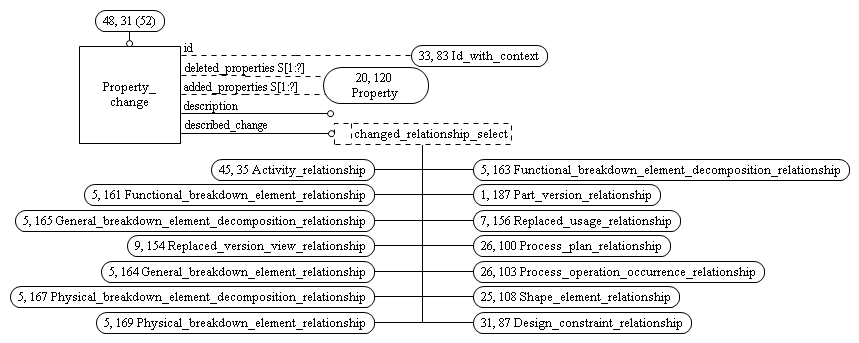 48, 31 (52)
id
33, 83 Id_with_context
deleted_properties S[1:?]
20, 120
Property
Property_
change
added_properties S[1:?]
description
described_change
changed_relationship_select
45, 35 Activity_relationship
5, 163 Functional_breakdown_element_decomposition_relationship
5, 161 Functional_breakdown_element_relationship
1, 187 Part_version_relationship
5, 165 General_breakdown_element_decomposition_relationship
7, 156 Replaced_usage_relationship
9, 154 Replaced_version_view_relationship
26, 100 Process_plan_relationship
5, 164 General_breakdown_element_relationship
26, 103 Process_operation_occurrence_relationship
5, 167 Physical_breakdown_element_decomposition_relationship
25, 108 Shape_element_relationship
5, 169 Physical_breakdown_element_relationship
31, 87 Design_constraint_relationship